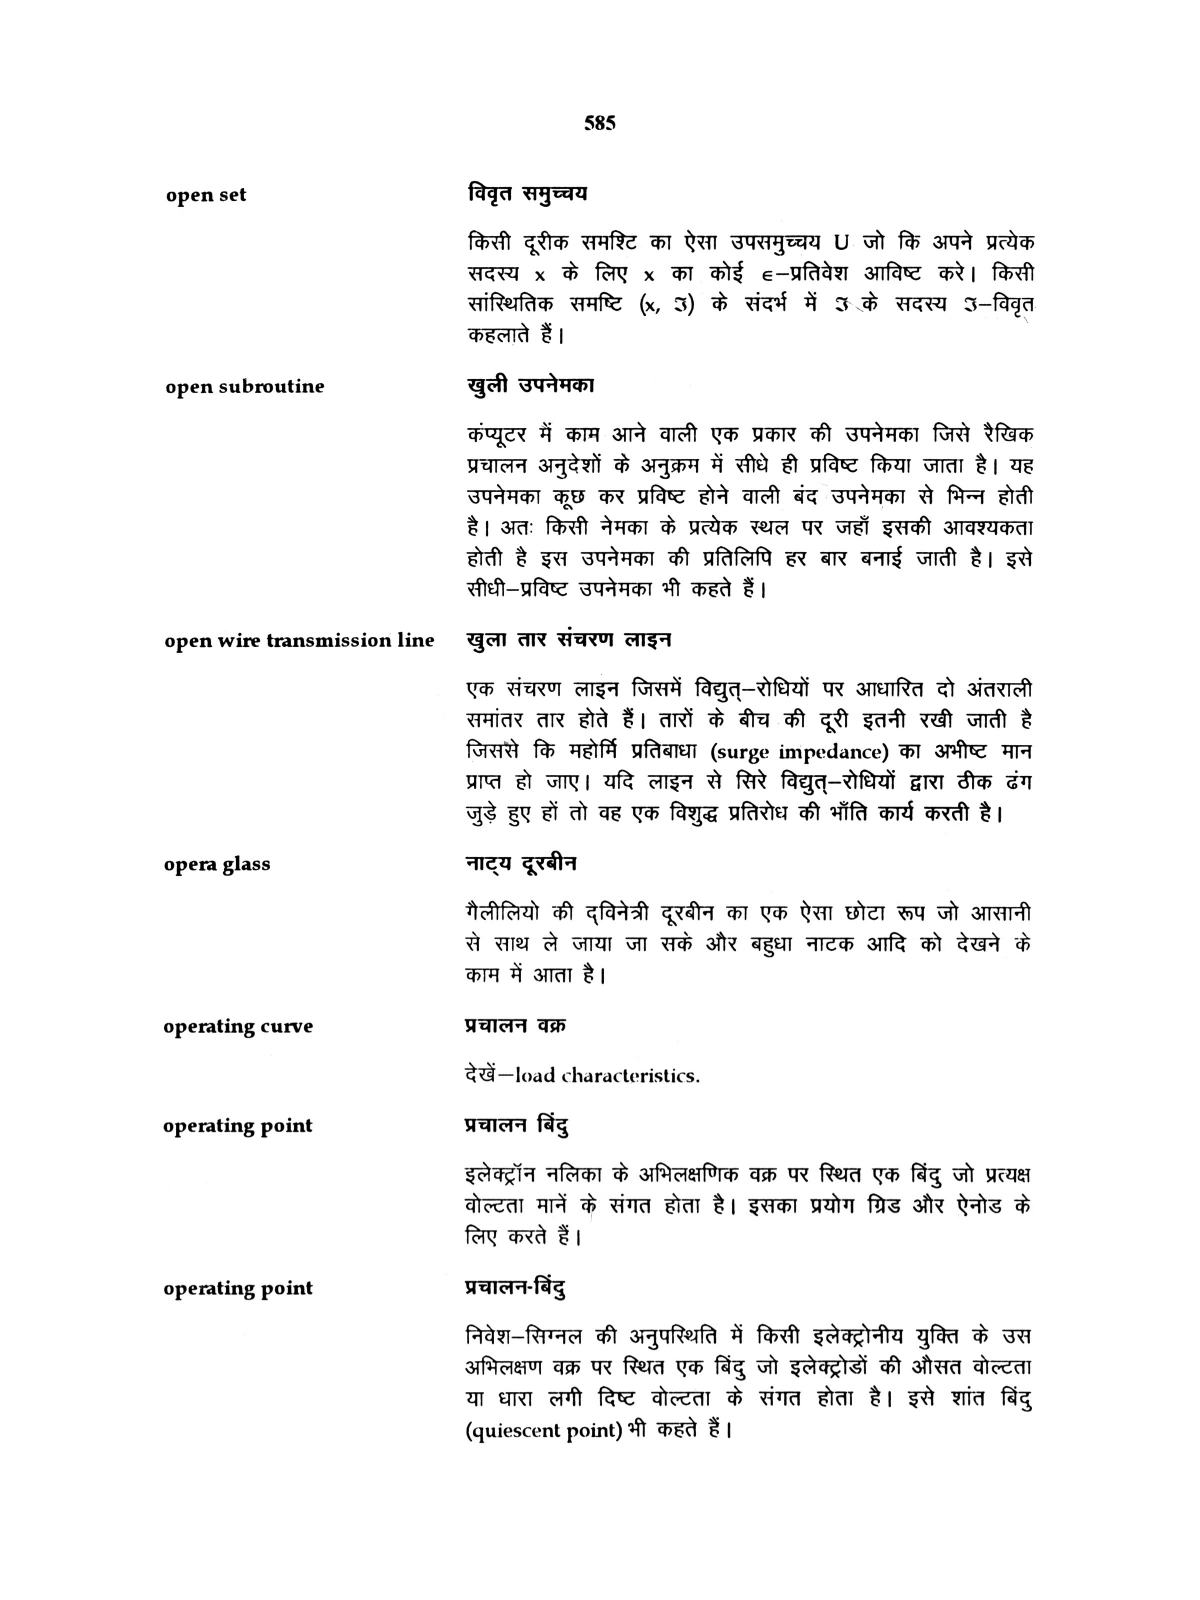 585
open set विवृत समुच्चय
किसी दूरीक समश्टि का ऐसा उपसमुच्चय U जो कि अपने प्रत्येक
सदस्य x के लिए x का कोई ∈–प्रतिवेश आविष्ट करे। किसी
सांस्थितिक समष्टि (x, ℑ) के संदर्भ में ℑ के सदस्य ℑ–विवृत
कहलाते हैं।
open subroutine खुली उपनेमका
कंप्यूटर में काम आने वाली एक प्रकार की उपनेमका जिसे रैखिक
प्रचालन अनुदेशों के अनुक्रम में सीधे ही प्रविष्ट किया जाता है। यह
उपनेमका कूछ कर प्रविष्ट होने वाली बंद उपनेमका से भिन्न होती
है। अतः किसी नेमका के प्रत्येक स्थल पर जहाँ इसकी आवश्यकता
होती है इस उपनेमका की प्रतिलिपि हर बार बनाई जाती है। इसे
सीधी–प्रविष्ट उपनेमका भी कहते हैं।
open wire transmission line खुला तार संचरण लाइन
एक संचरण लाइन जिसमें विद्युत्–रोधियों पर आधारित दो अंतराली
समांतर तार होते हैं। तारों के बीच की दूरी इतनी रखी जाती है
जिससे कि महोर्मि प्रतिबाधा (surge impedance) का अभीष्ट मान
प्राप्त हो जाए। यदि लाइन से सिरे विद्युत्–रोधियों द्वारा ठीक ढंग
जुड़े हुए हों तो वह एक विशुद्ध प्रतिरोध की भाँति कार्य करती है।
opera glass नाट्य दूरबीन
गैलीलियो की द्विनेत्री दूरबीन का एक ऐसा छोटा रूप जो आसानी
से साथ ले जाया जा सके और बहुधा नाटक आदि को देखने के
काम में आता है।
operating curve प्रचालन वक्र
देखें–load characteristics.
operating point प्रचालन बिंदु
इलेक्ट्रॉन नलिका के अभिलक्षणिक वक्र पर स्थित एक बिंदु जो प्रत्यक्ष
वोल्टता मानें के संगत होता है। इसका प्रयोग ग्रिड और ऐनोड के
लिए करते हैं।
operating point प्रचालन-बिंदु
निवेश–सिग्नल की अनुपस्थिति में किसी इलेक्ट्रोनीय युक्ति के उस
अभिलक्षण वक्र पर स्थित एक बिंदु जो इलेक्ट्रोडों की औसत वोल्टता
या धारा लगी दिष्ट वोल्टता के संगत होता है। इसे शांत बिंदु
(quiescent point) भी कहते हैं।